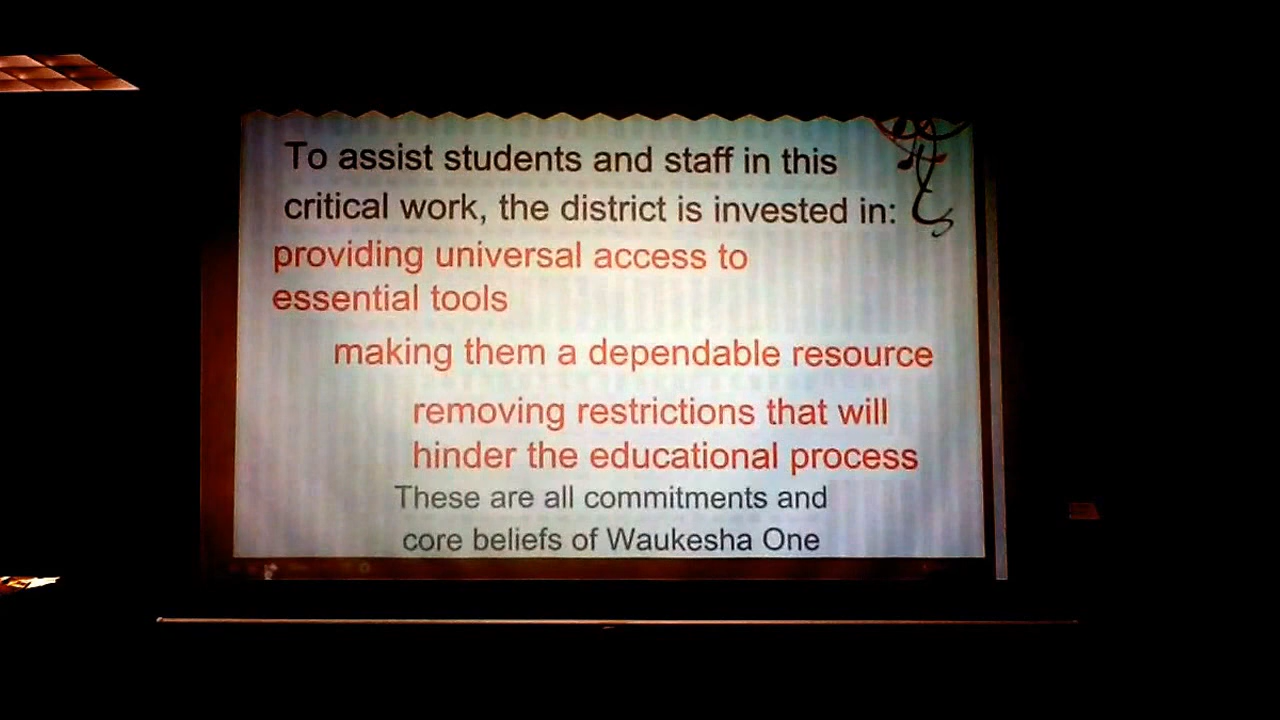 To assist students and staff in this
critical work, the district is invested in:
providing universal access to
essential tools
making them a dependable resource
removing restrictions that will
hinder the educational process
These are all commitments and
core beliefs of Waukesha One